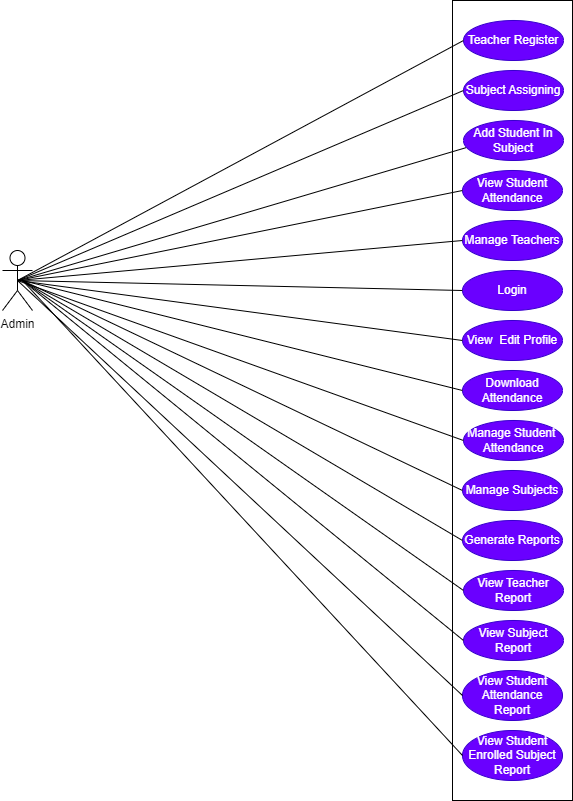 Teacher Register
Subject Assigning
Add Student In
Subject
View Student
Attendance
Manage Teachers
Login
View  Edit Profile
Download
Attendance
Manage Student
Attendance
Manage Subjects
Generate Reports
View Teacher
Report
View Subject
Report
View Student
Attendance
Report
View Student
Enrolled Subject
Report
Admin